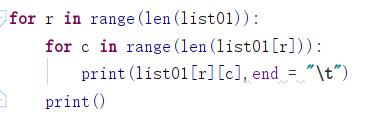 for r in range(len(list01)):
    for c in range(len(list01[r])):
        print(list01[r][c],end = "\t")
    print()